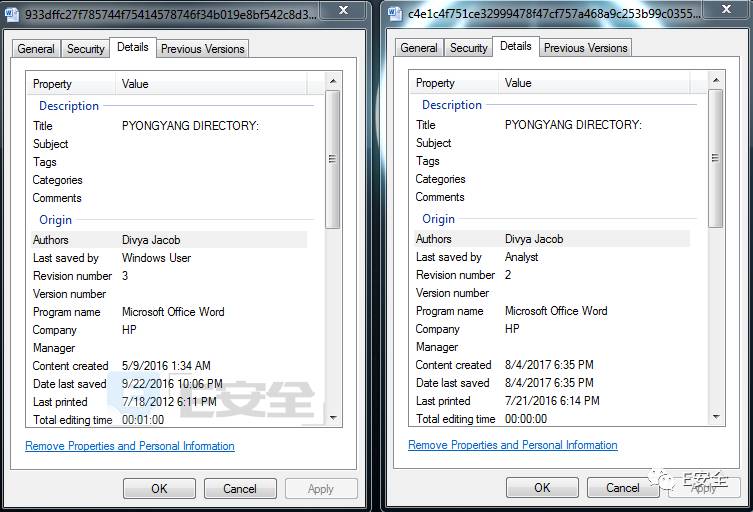 933dffc27f785744f75414578746f34b019e8bf542c8d3...
General Security Details Previous Versions
Property Value
Description
Title PYONGYANG DIRECTORY:
Subject
Tags
Categories
Comments
Origin
Authors Divya Jacob
Last saved by Windows User
Revision number 3
Version number
Program name Microsoft Office Word
Company HP
Manager
Content created 5/9/2016 1:34 AM
Date last saved 9/22/2016 10:06 PM
Last printed 7/18/2012 6:11 PM
Total editing time 00:01:00
E安全
Remove Properties and Personal Information
OK Cancel Apply
c4e1c4f751ce32999478f47cf757a468a9c253b99c0355...
General Security Details Previous Versions
Property Value
Description
Title PYONGYANG DIRECTORY:
Subject
Tags
Categories
Comments
Origin
Authors Divya Jacob
Last saved by Analyst
Revision number 2
Version number
Program name Microsoft Office Word
Company HP
Manager
Content created 8/4/2017 6:35 PM
Date last saved 8/4/2017 6:35 PM
Last printed 7/21/2016 6:14 PM
Total editing time 00:00:00
Remove Properties and Personal Information
OK Cancel Apply
E安全